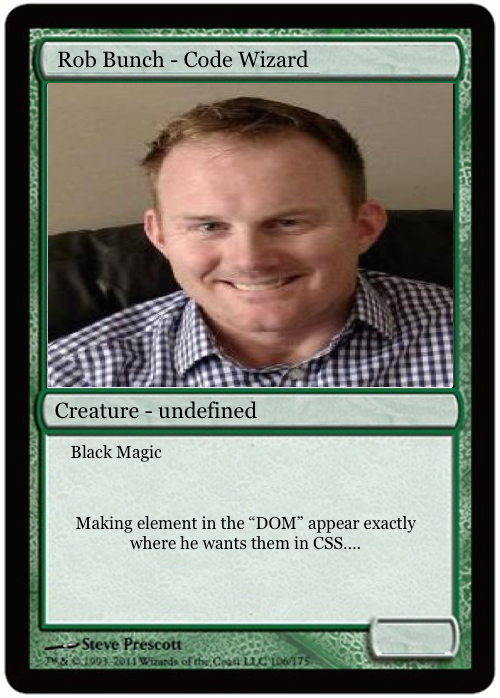 Rob Bunch - Code Wizard
Creature - undefined
Black Magic
Making element in the “DOM” appear exactly
where he wants them in CSS....
Steve Prescott
™ & © 1993-2011 Wizards of the Coast LLC 106/175